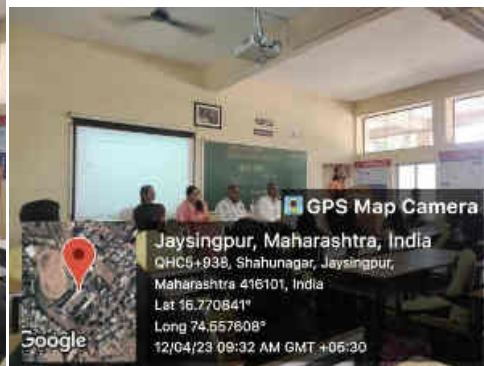 GPS Map Camera
Jaysingpur, Maharashtra, India
QHC5+938, Shahunagar, Jaysingpur,
Maharashtra 416101, India
Lat 16.770841°
Long 74.557608°
12/04/23 09:32 AM GMT +05:30
Google